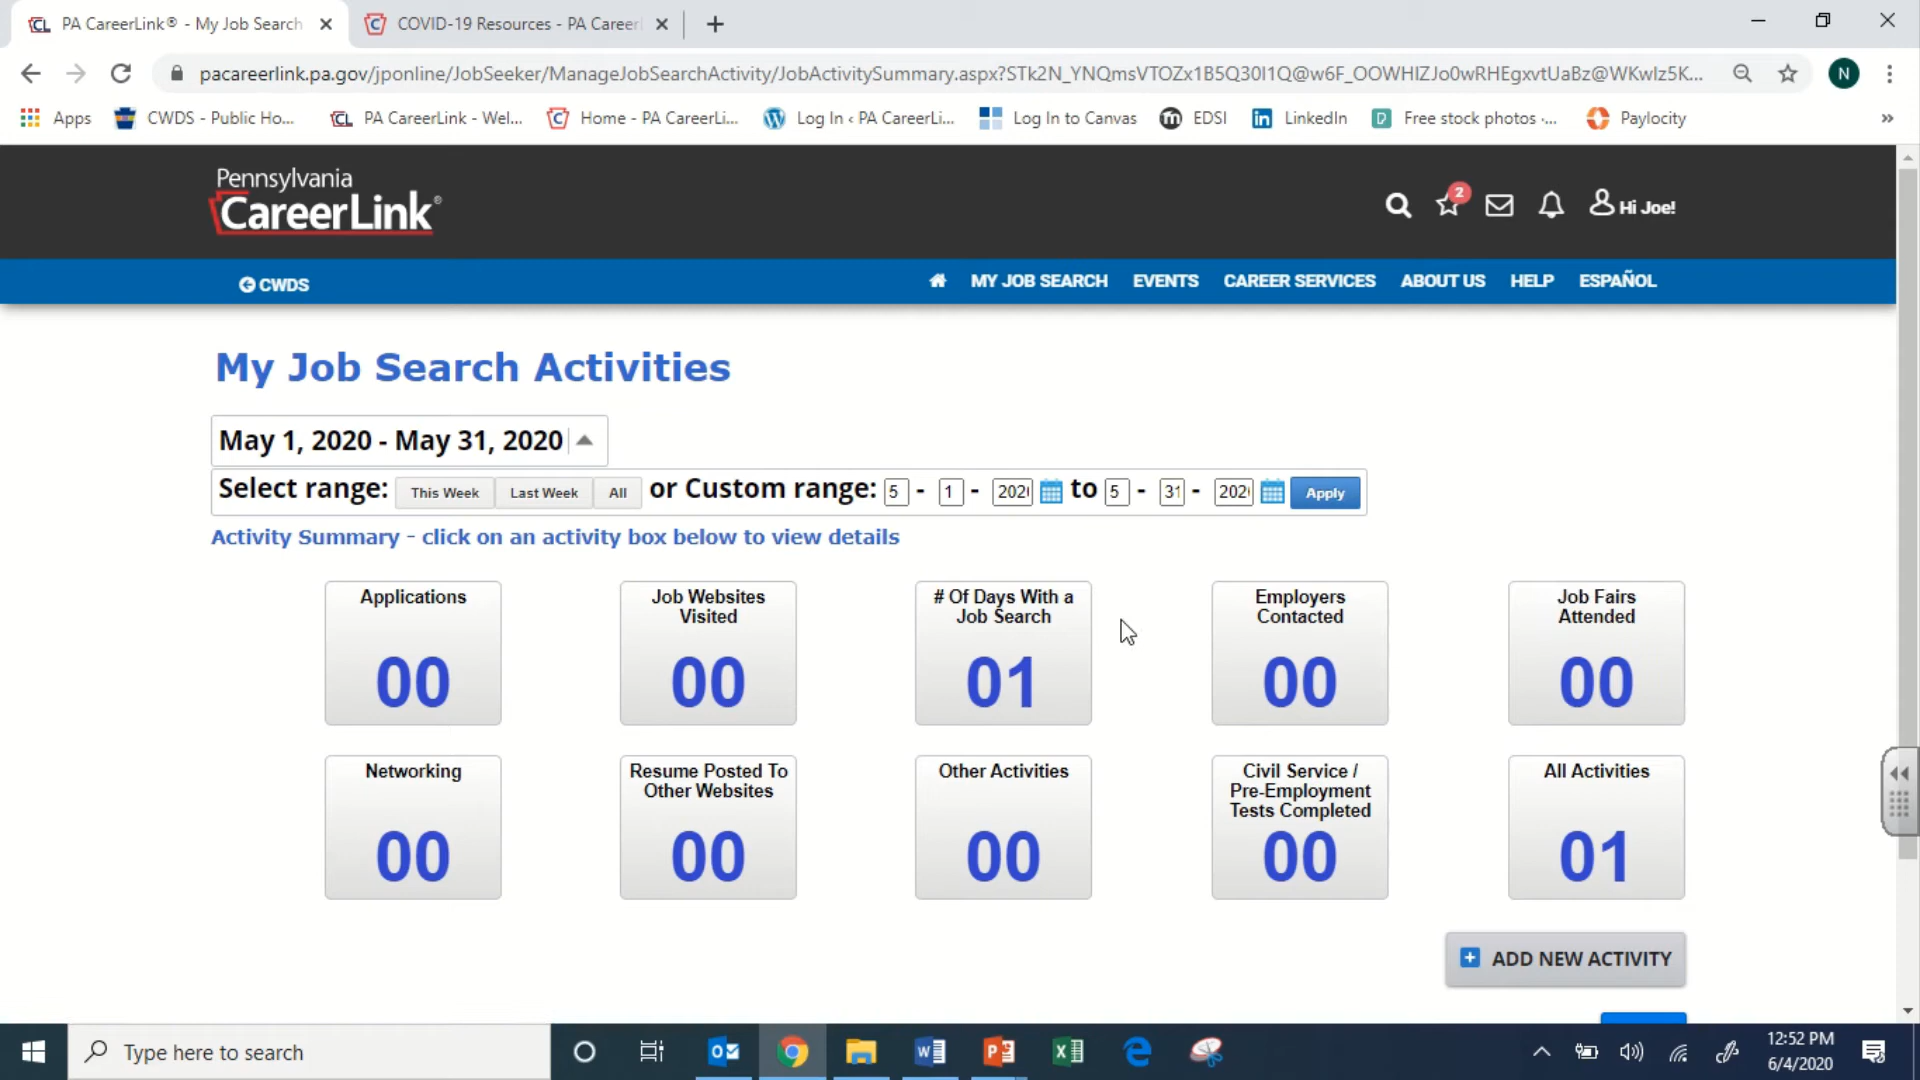 PA CareerLink® - My Job Search
COVID-19 Resources - PA Career
pacareerlink.pa.gov/jponline/JobSeeker/ManageJobSearchActivity/JobActivitySummary.aspx?STk2N_YNQmsVTOZx1B5Q30I1Q@w6F_OOWHIZJo0wRHEgxvtUaBz@WKwIz5K...
N
Apps
CWDS - Public Ho...
PA CareerLink - Wel...
Home - PA CareerLi...
Log In ‹ PA CareerLi...
Log In to Canvas
EDSI
LinkedIn
Free stock photos ·...
Paylocity
»
Pennsylvania
CareerLink®
2
Hi Joe!
CWDS
MY JOB SEARCH
EVENTS
CAREER SERVICES
ABOUT US
HELP
ESPAÑOL
My Job Search Activities
May 1, 2020 - May 31, 2020
Select range: This Week Last Week All or Custom range: 5 - 1 - 202 to 5 - 31 - 202 Apply
Activity Summary - click on an activity box below to view details
Applications
00
Job Websites
Visited
00
# Of Days With a
Job Search
01
Employers
Contacted
00
Job Fairs
Attended
00
Networking
00
Resume Posted To
Other Websites
00
Other Activities
00
Civil Service /
Pre-Employment
Tests Completed
00
All Activities
01
ADD NEW ACTIVITY
Type here to search
12:52 PM
6/4/2020